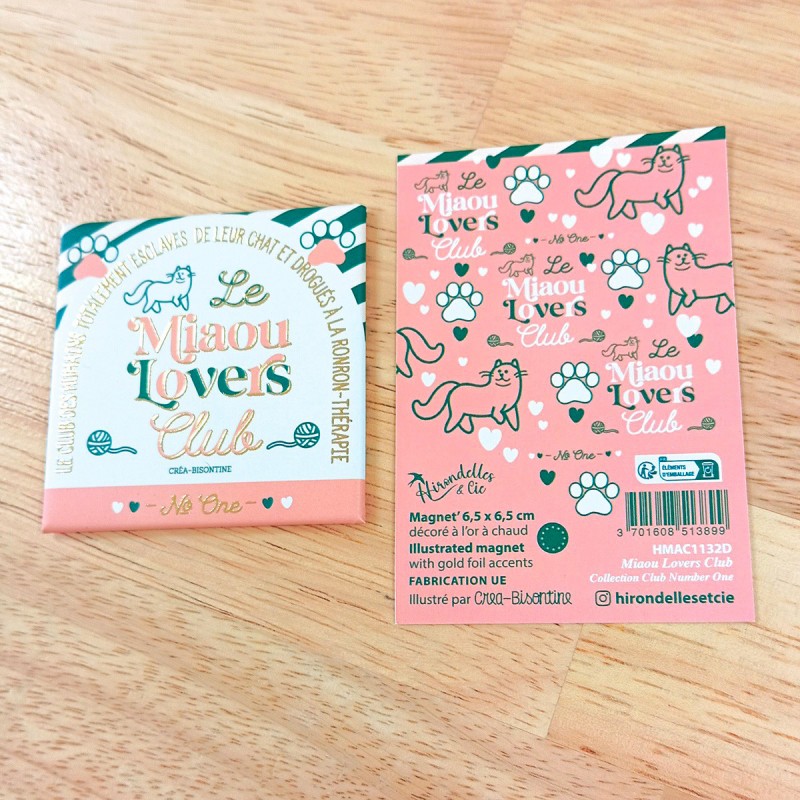 LE CLUB DES HUMAINS TOTALEMENT ESCLAVES DE LEUR CHAT ET DROGUÉS À LA RONRON-THÉRAPIE
Le
Miaou
Lovers
Club
CRÉA-BISONTINE
- No One -
Le
Miaou
Lovers
Club
- No One -
Le
Miaou
Lovers
Club
Le
Miaou
Lovers
Club
- No One -
Hirondelles
& Cie
ÉLÉMENTS
D'EMBALLAGE
Magnet' 6,5 x 6,5 cm
décoré à l'or à chaud
Illustrated magnet
with gold foil accents
FABRICATION UE
Illustré par Créa-Bisontine
3 701608 513899
HMAC1132D
Miaou Lovers Club
Collection Club Number One
hirondellesetcie